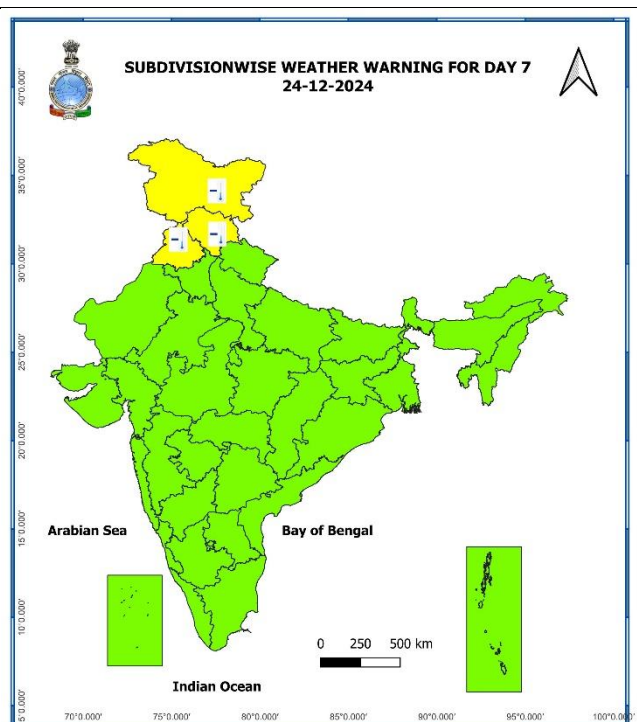 SUBDIVISIONWISE WEATHER WARNING FOR DAY 7
24-12-2024
40°0.000'
35°0.000'
30°0.000'
25°0.000'
20°0.000'
15°0.000'
10°0.000'
5°0.000'
Arabian Sea
Bay of Bengal
0 250 500 km
Indian Ocean
70°0.000' 75°0.000' 80°0.000' 85°0.000' 90°0.000' 95°0.000' 100°0.000'